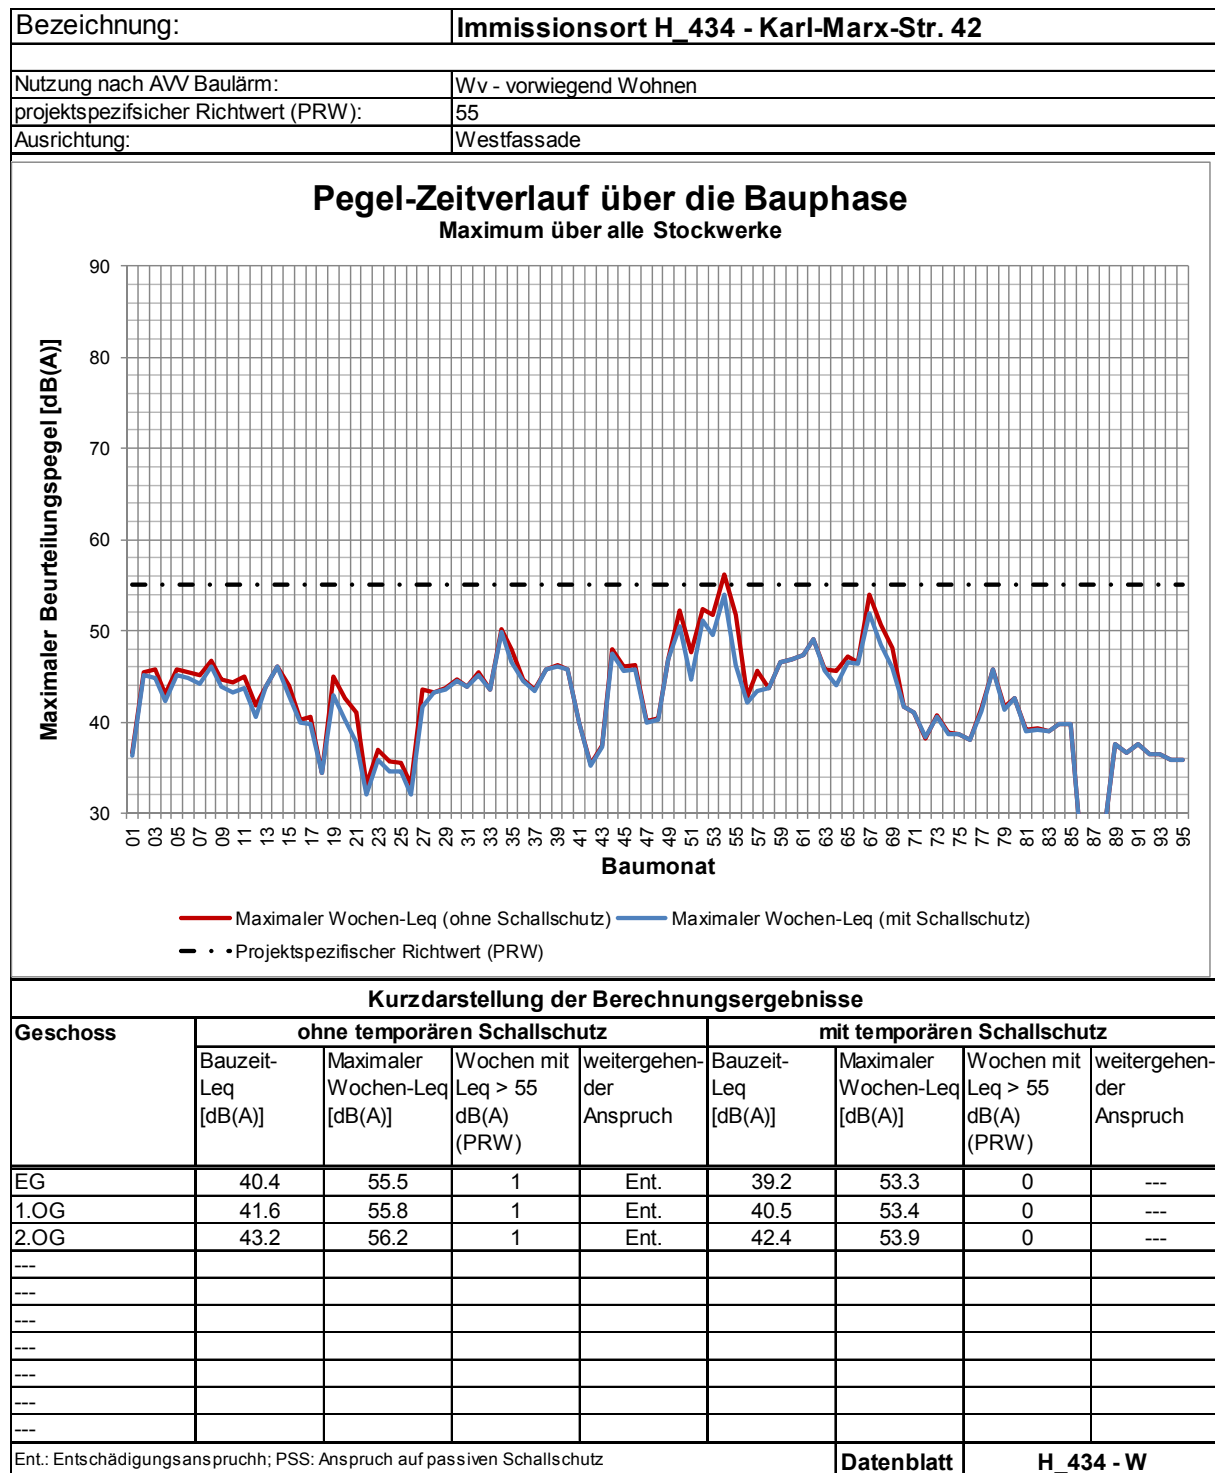 Bezeichnung: Immissionsort H_434 - Karl-Marx-Str. 42
Nutzung nach AVV Baulärm: Wv - vorwiegend Wohnen
projektspezifsicher Richtwert (PRW): 55
Ausrichtung: Westfassade
Pegel-Zeitverlauf über die Bauphase
Maximum über alle Stockwerke
Maximaler Beurteilungspegel [dB(A)]
90
80
70
60
50
40
30
01 03 05 07 09 11 13 15 17 19 21 23 25 27 29 31 33 35 37 39 41 43 45 47 49 51 53 55 57 59 61 63 65 67 69 71 73 75 77 79 81 83 85 87 89 91 93 95
Baumonat
Maximaler Wochen-Leq (ohne Schallschutz) Maximaler Wochen-Leq (mit Schallschutz)
Projektspezifischer Richtwert (PRW)
Kurzdarstellung der Berechnungsergebnisse
Geschoss ohne temporären Schallschutz mit temporären Schallschutz
Bauzeit- Maximaler Wochen mit weitergehen- Bauzeit- Maximaler Wochen mit weitergehen-
Leq Wochen-Leq Leq > 55 der Leq Wochen-Leq Leq > 55 der
[dB(A)] [dB(A)] dB(A) Anspruch [dB(A)] [dB(A)] dB(A) Anspruch
(PRW) (PRW)
EG 40.4 55.5 1 Ent. 39.2 53.3 0 ---
1.OG 41.6 55.8 1 Ent. 40.5 53.4 0 ---
2.OG 43.2 56.2 1 Ent. 42.4 53.9 0 ---
---
---
---
---
---
---
---
Ent.: Entschädigungsanspruchh; PSS: Anspruch auf passiven Schallschutz Datenblatt H_434 - W